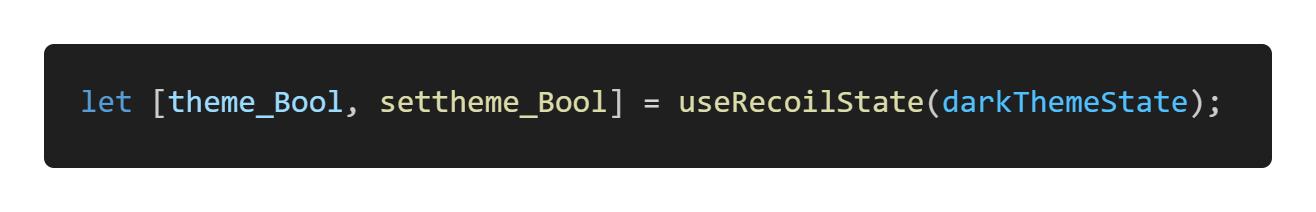 let [theme_Bool, settheme_Bool] = useRecoilState(darkThemeState);